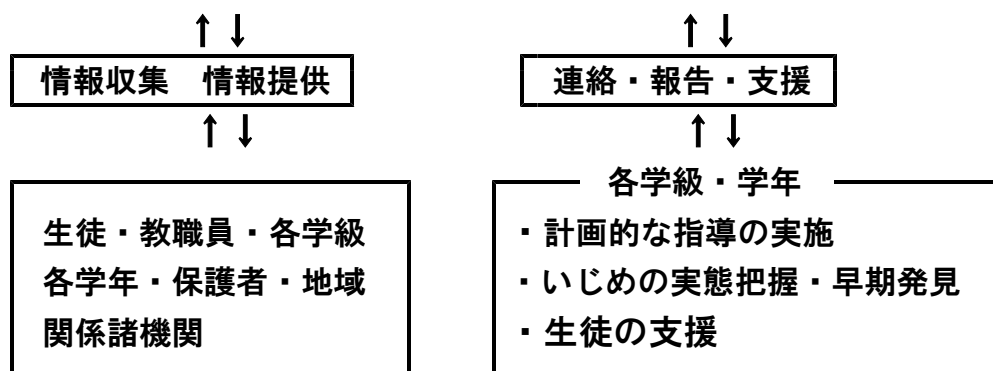 ↑↓ ↑↓
情報収集　情報提供
連絡・報告・支援
↑↓ ↑↓
生徒・教職員・各学級
各学年・保護者・地域
関係諸機関
各学級・学年
・計画的な指導の実施
・いじめの実態把握・早期発見
・生徒の支援